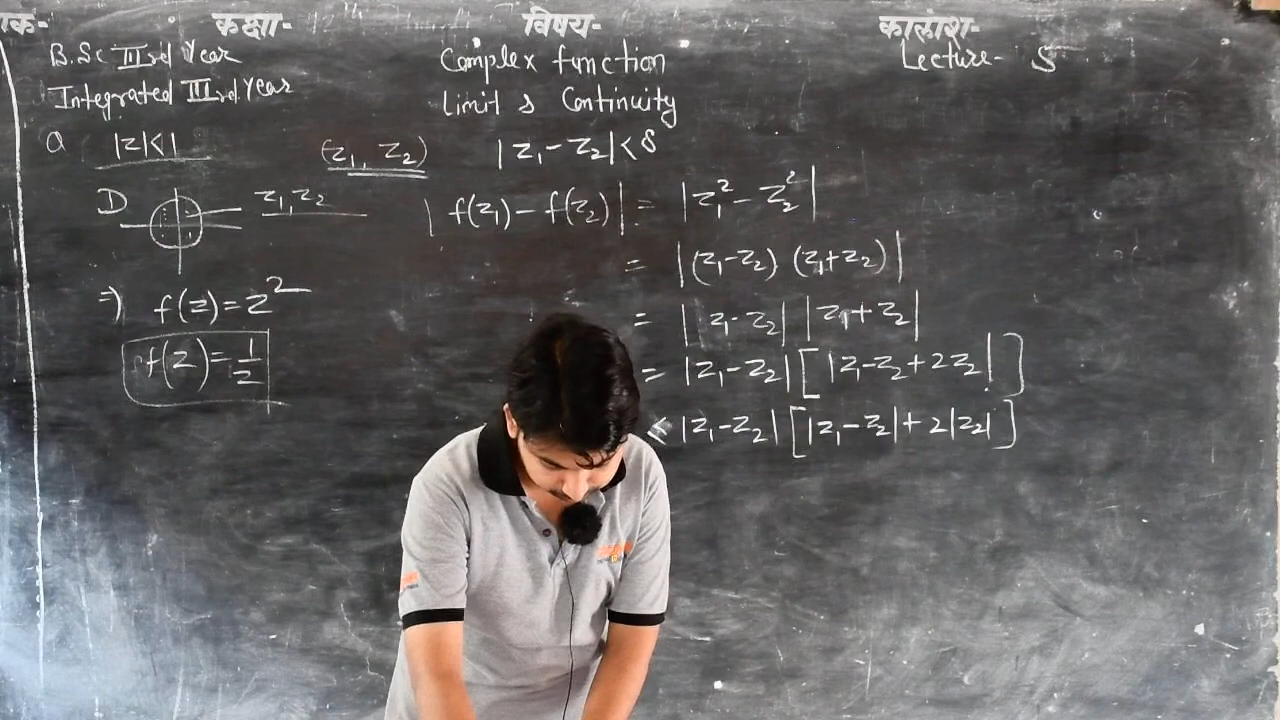 क- कक्षा- 12th विषय- कालांश-
B.Sc IIIrd Year Complex function Lecture- 5
Integrated IIIrd Year Limit & Continuity
Q |z|<1 (z₁, z₂) |z₁-z₂|<δ
D z₁,z₂ |f(z₁)-f(z₂)| = |z₁²-z₂²|
= |(z₁-z₂) (z₁+z₂)|
⇒) f(z)=z²
= |z₁-z₂| |z₁+z₂|
f(z)=1/z = |z₁-z₂| [|z₁-z₂+2z₂|]
< |z₁-z₂| [|z₁-z₂|+2|z₂|]